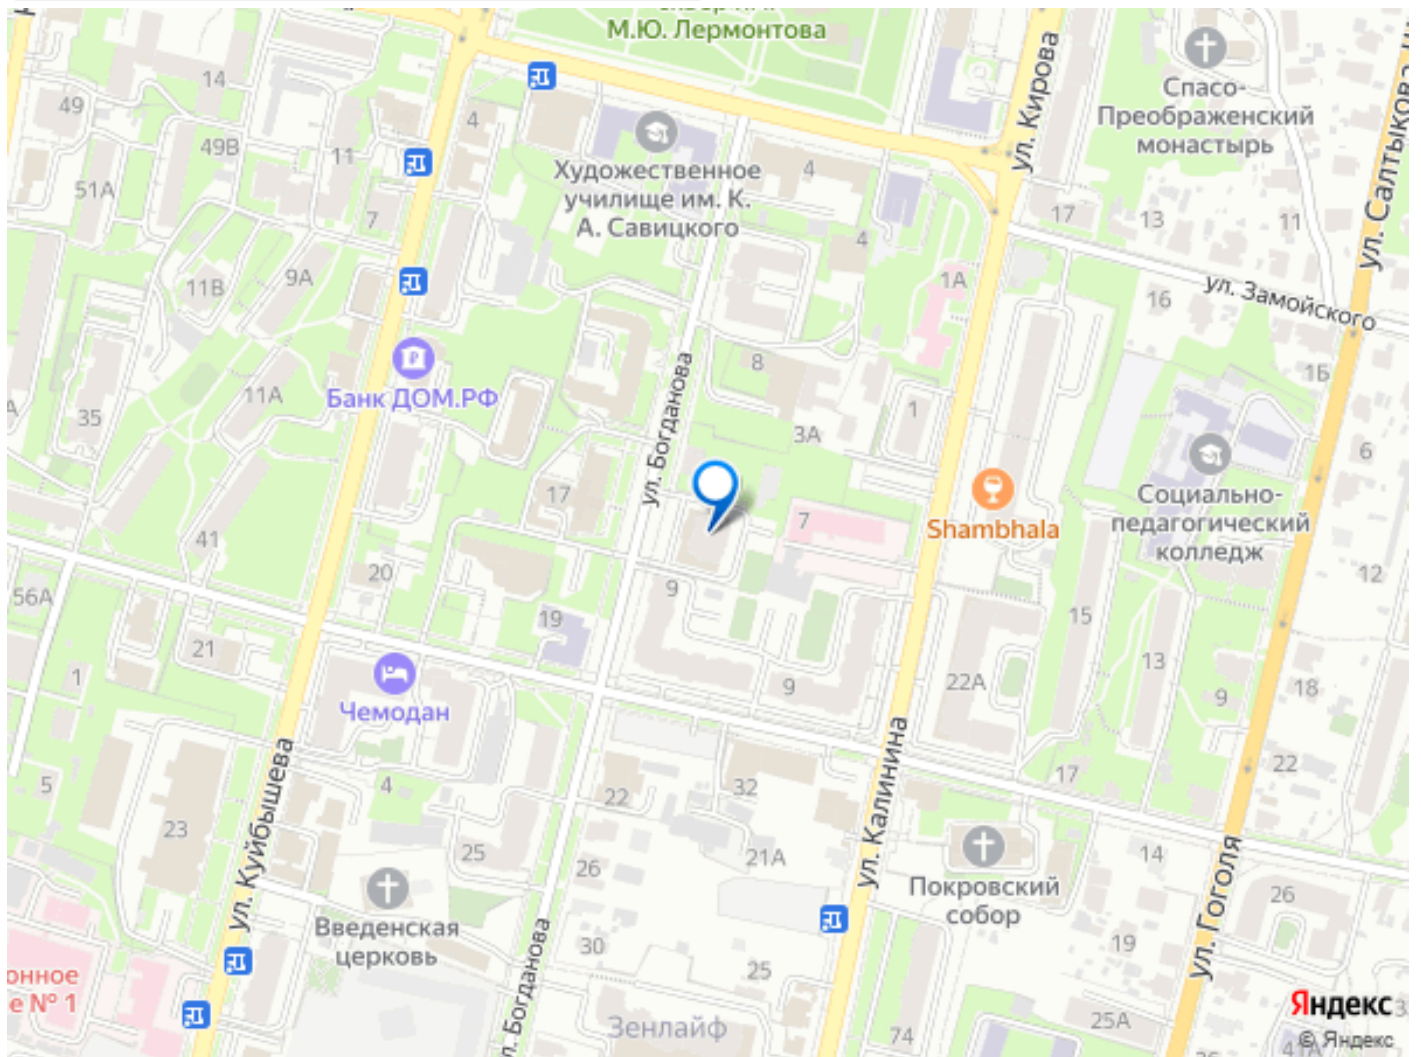 сквер им.
М.Ю. Лермонтова
ул. Кирова
Спасо-
Преображенский
монастырь
ул. Салтыкова
14
49
4
49В
11
51А
7
Художественное
училище им. К.
А. Савицкого
4
4
17
13
11
11В
9А
1А
16
ул. Замойского
Банк ДОМ.РФ
11А
35
ул. Богданова
8
1
3А
1Б
6
17
7
Shambhala
Социально-
педагогический
колледж
41
20
9
12
56А
19
15
21
1
13
18
9
22А
9
Чемодан
5
4
22
32
17
22
23
ул. Куйбышева
25
21А
26
ул. Калинина
14
ул. Гоголя
26
Покровский
собор
Введенская
церковь
30
25
19
онное
е № 1
ул. Богданова
Зенлайф
74
25А
Яндекс
© Яндекс